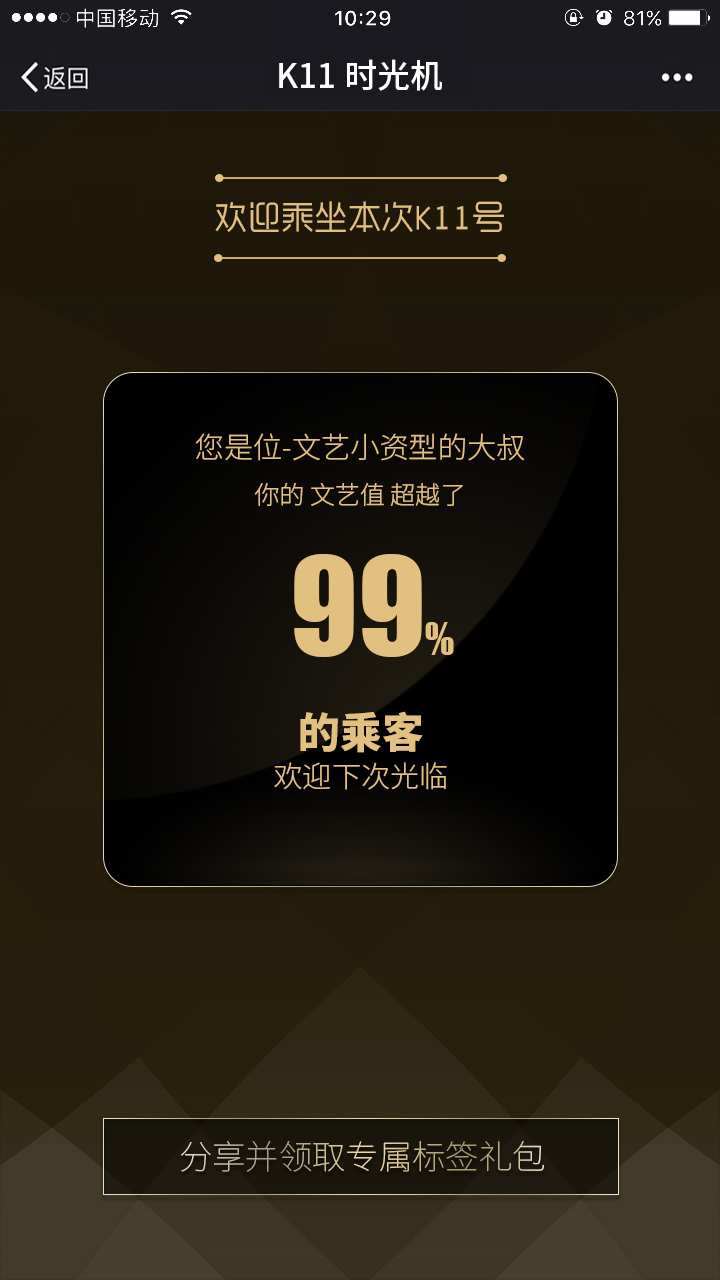 中国移动 10:29 81%
返回 K11 时光机
欢迎乘坐本次K11号
您是位-文艺小资型的大叔
你的 文艺值 超越了
99%
的乘客
欢迎下次光临
分享并领取专属标签礼包